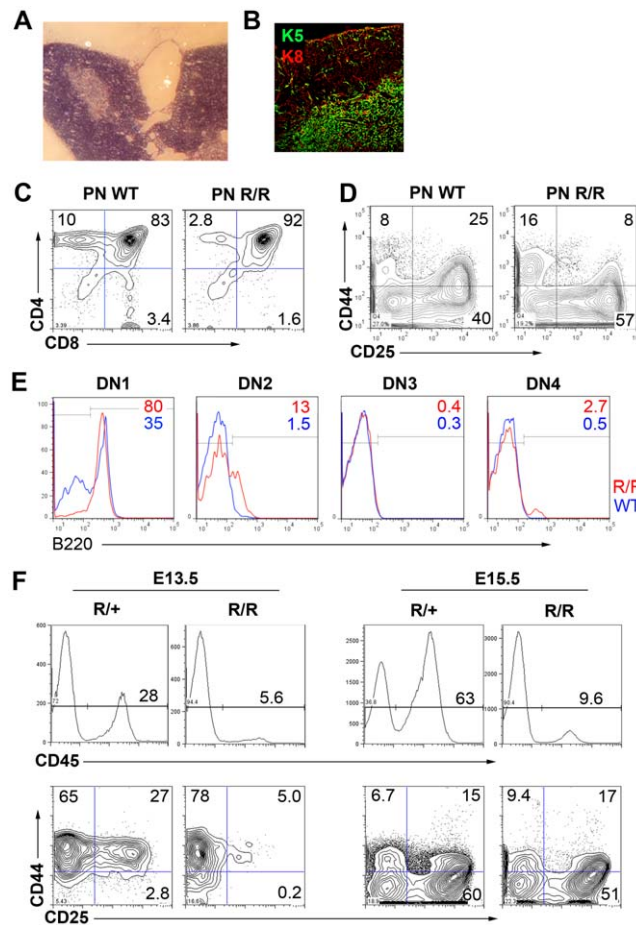 A
B
K5
K8
C
PN WT
PN R/R
10
83
3.4
2.8
92
1.6
CD4
CD8
D
PN WT
PN R/R
8
25
40
16
8
57
CD44
CD25
E
DN1
DN2
DN3
DN4
80
35
13
1.5
0.4
0.3
2.7
0.5
R/R
WT
B220
F
E13.5
E15.5
R/+
R/R
R/+
R/R
28
5.6
63
9.6
CD45
65
27
2.8
78
5.0
0.2
6.7
15
60
9.4
17
51
CD44
CD25